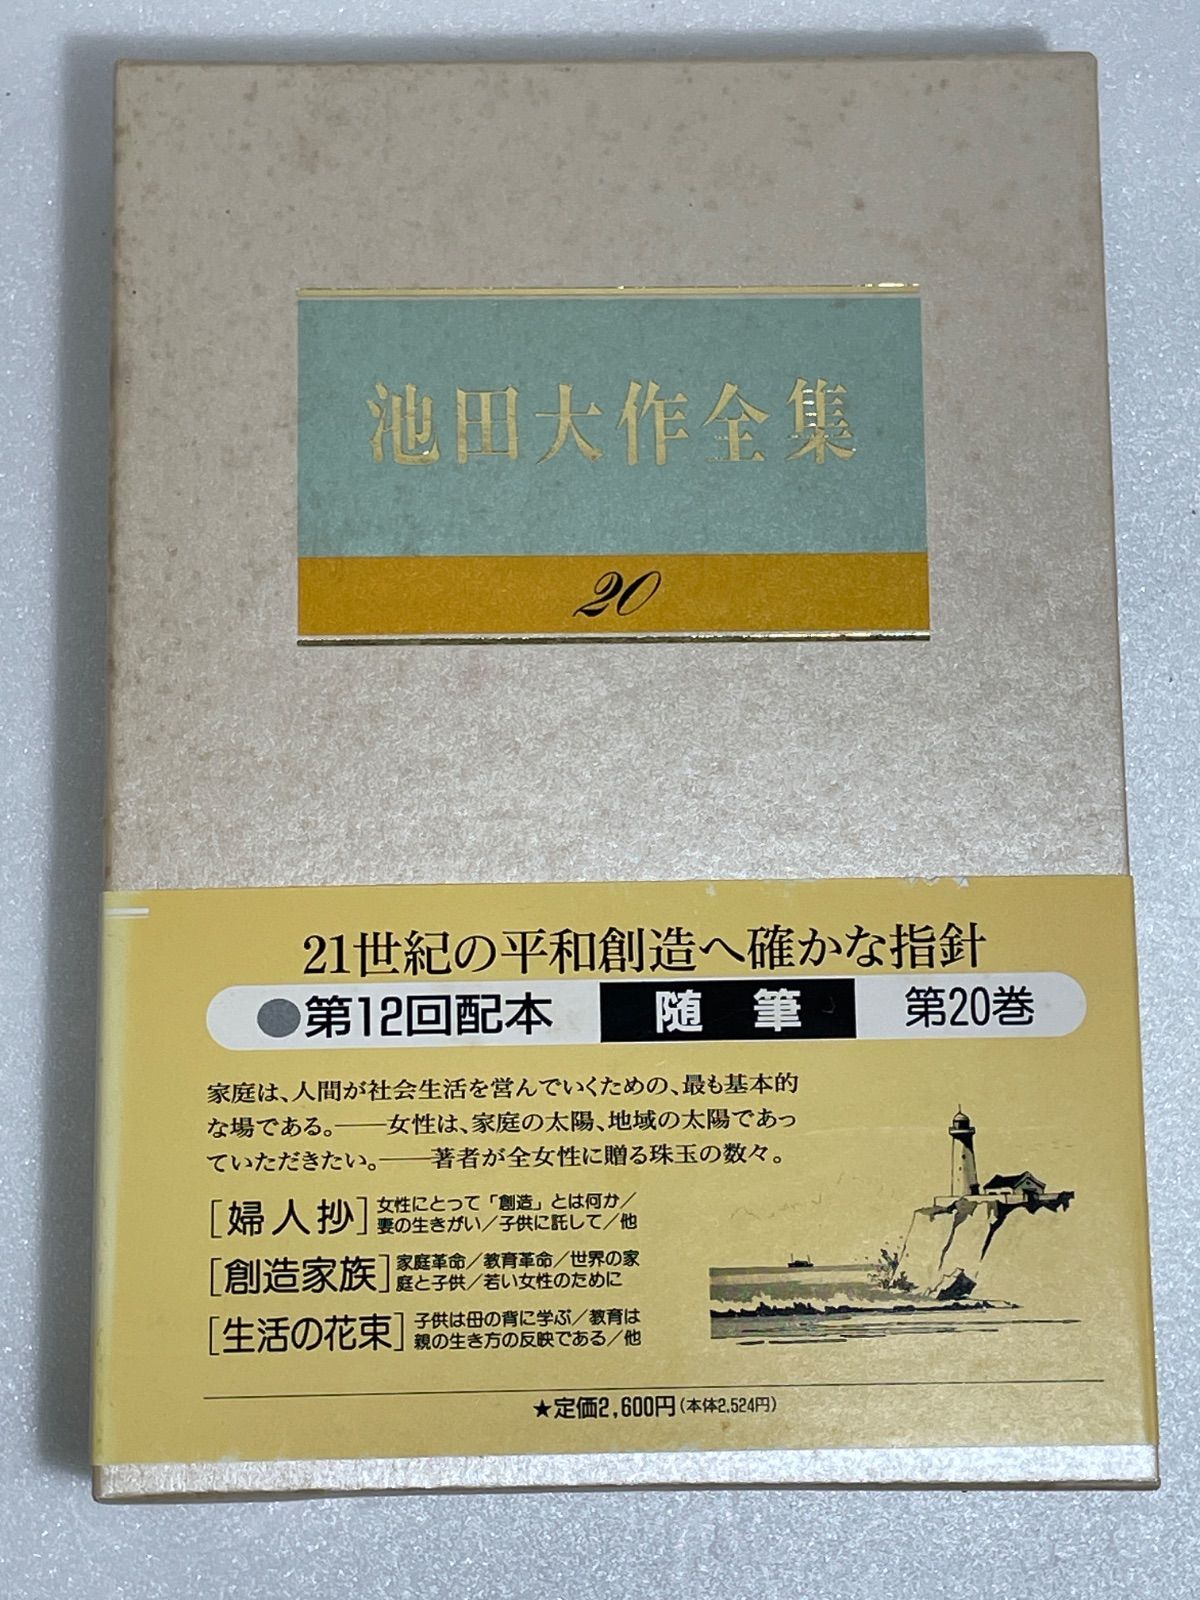 池田大作全集
20
21世紀の平和創造へ確かな指針
●第12回配本 随筆 第20巻
家庭は、人間が社会生活を営んでいくための、最も基本的
な場である。――女性は、家庭の太陽、地域の太陽であっ
ていただきたい。――著者が全女性に贈る珠玉の数々。
[婦人抄] 女性にとって「創造」とは何か/
妻の生きがい/子供に託して/他
[創造家族] 家庭革命/教育革命/世界の家
庭と子供/若い女性のために
[生活の花束] 子供は母の背に学ぶ/教育は
親の生き方の反映である/他
★定価2,600円(本体2,524円)